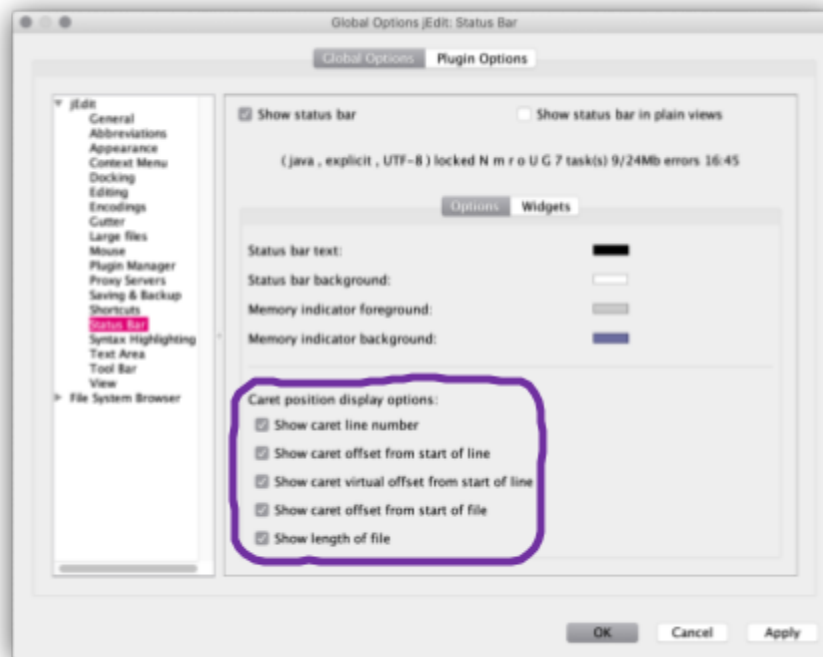 Global Options jEdit: Status Bar
Global Options Plugin Options
jEdit
General
Abbreviations
Appearance
Context Menu
Docking
Editing
Encodings
Gutter
Large files
Mouse
Plugin Manager
Proxy Servers
Saving & Backup
Shortcuts
Status Bar
Syntax Highlighting
Text Area
Tool Bar
View
File System Browser
Show status bar Show status bar in plain views
( java , explicit , UTF-8 ) locked N m r o U G 7 task(s) 9/24Mb errors 16:45
Options Widgets
Status bar text:
Status bar background:
Memory indicator foreground:
Memory indicator background:
Caret position display options:
Show caret line number
Show caret offset from start of line
Show caret virtual offset from start of line
Show caret offset from start of file
Show length of file
OK Cancel Apply